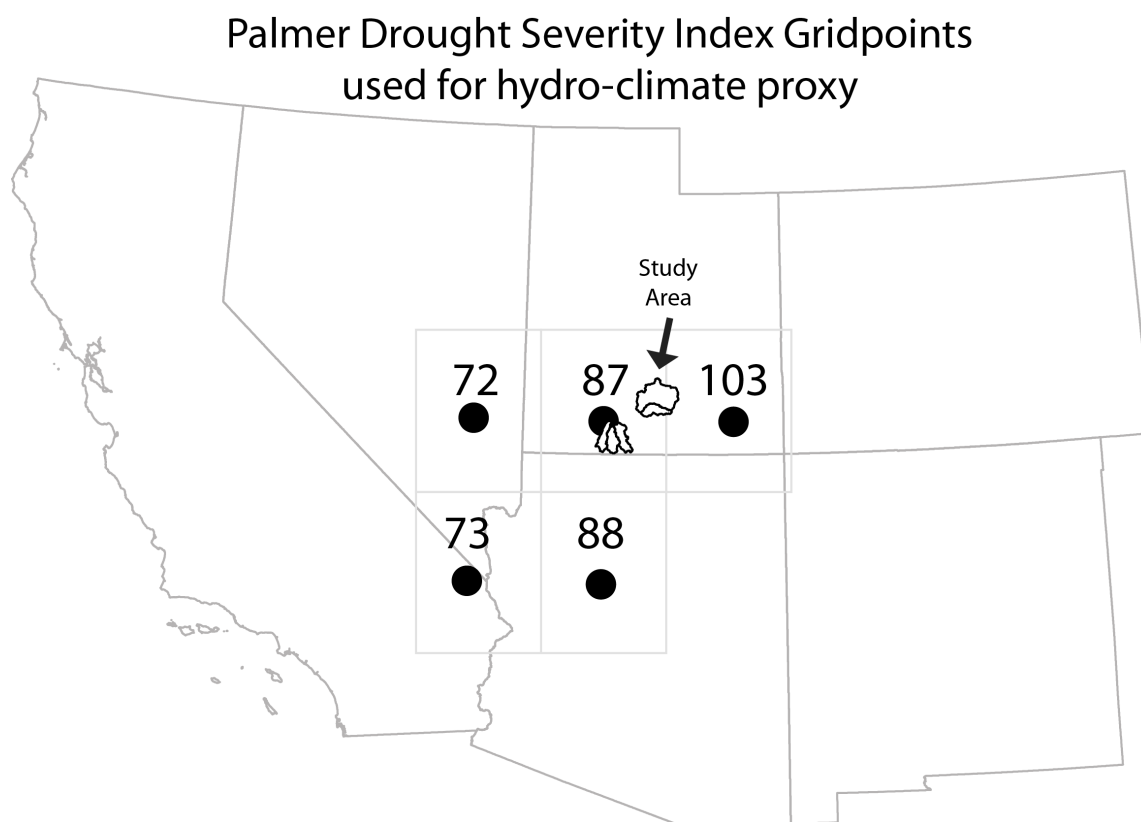 Palmer Drought Severity Index Gridpoints
used for hydro-climate proxy
Study
Area
72
87
103
73
88